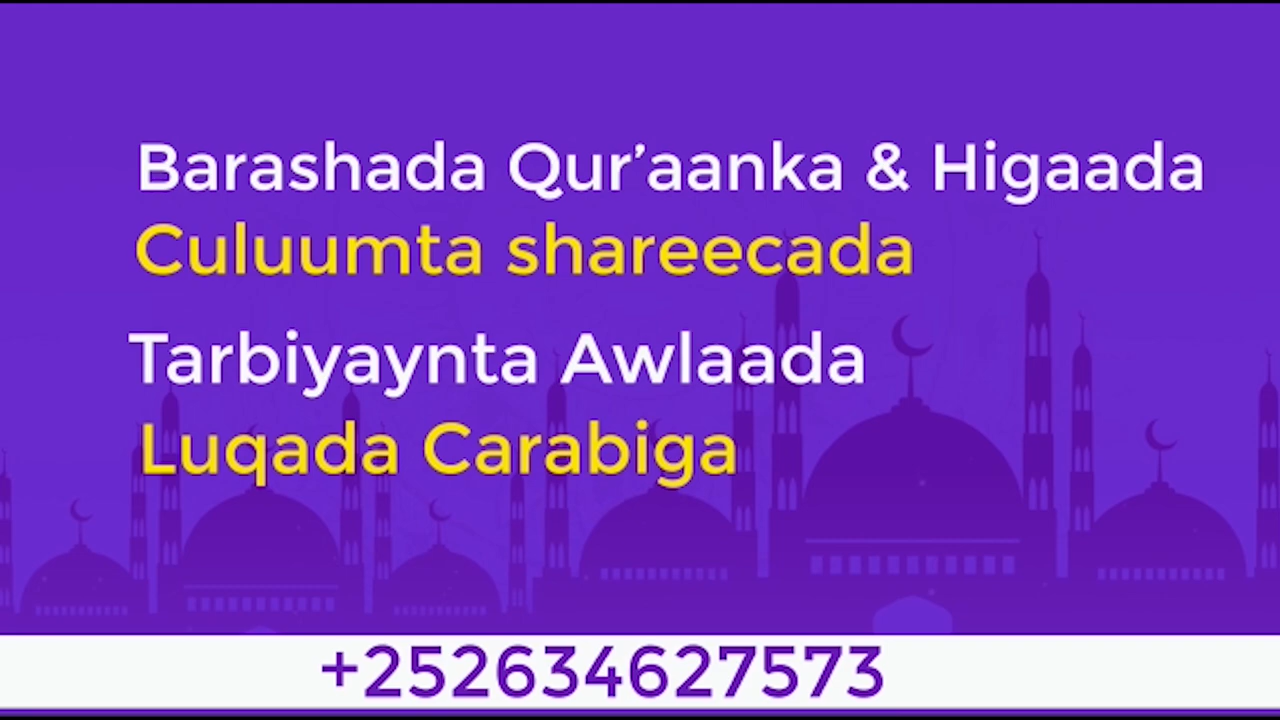 Barashada Qur’aanka & Higaada
Culuumta shareecada
Tarbiyaynta Awlaada
Luqada Carabiga
+252634627573